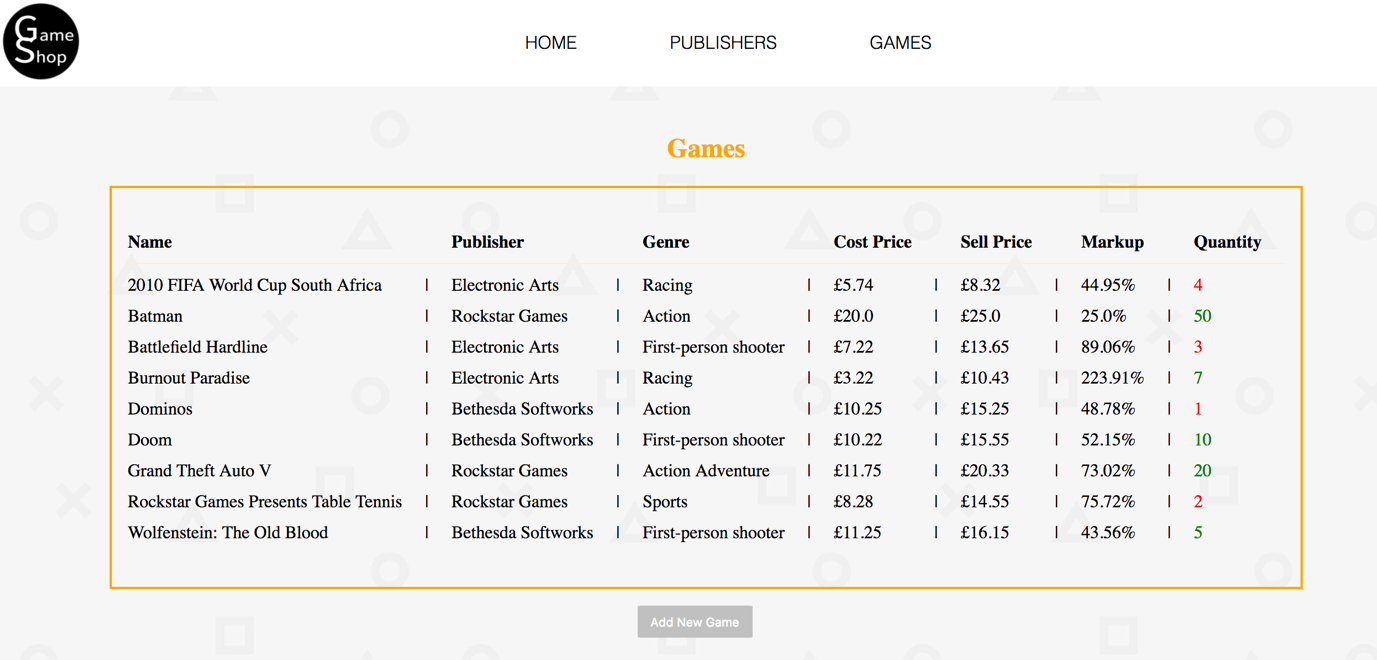 Game
Shop
HOME PUBLISHERS GAMES
Games
Name Publisher Genre Cost Price Sell Price Markup Quantity
2010 FIFA World Cup South Africa | Electronic Arts | Racing | £5.74 | £8.32 | 44.95% | 4
Batman | Rockstar Games | Action | £20.0 | £25.0 | 25.0% | 50
Battlefield Hardline | Electronic Arts | First-person shooter | £7.22 | £13.65 | 89.06% | 3
Burnout Paradise | Electronic Arts | Racing | £3.22 | £10.43 | 223.91% | 7
Dominos | Bethesda Softworks | Action | £10.25 | £15.25 | 48.78% | 1
Doom | Bethesda Softworks | First-person shooter | £10.22 | £15.55 | 52.15% | 10
Grand Theft Auto V | Rockstar Games | Action Adventure | £11.75 | £20.33 | 73.02% | 20
Rockstar Games Presents Table Tennis | Rockstar Games | Sports | £8.28 | £14.55 | 75.72% | 2
Wolfenstein: The Old Blood | Bethesda Softworks | First-person shooter | £11.25 | £16.15 | 43.56% | 5
Add New Game